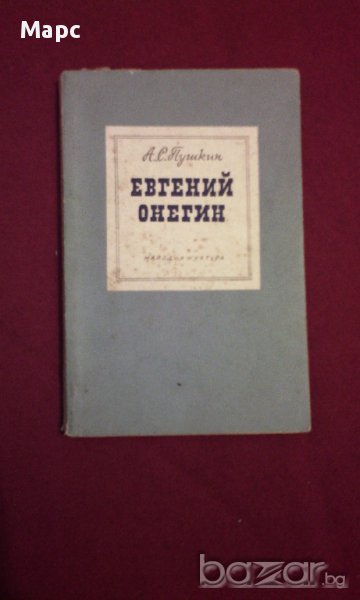 Марс
А.С.Пушкин
ЕВГЕНИЙ
ОНЕГИН
НАРОДНА КУЛТУРА
bazar.bg